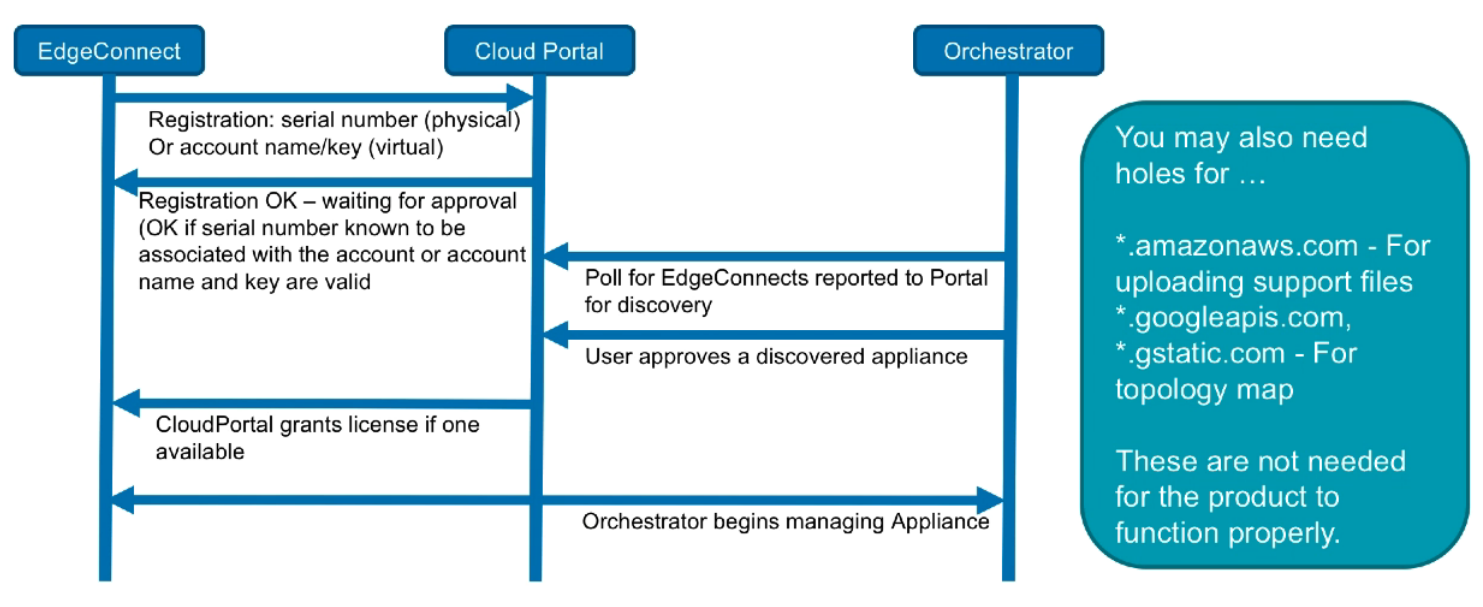 EdgeConnect
Cloud Portal
Orchestrator
Registration: serial number (physical)
Or account name/key (virtual)
Registration OK – waiting for approval
(OK if serial number known to be
associated with the account or account
name and key are valid
Poll for EdgeConnects reported to Portal
for discovery
User approves a discovered appliance
CloudPortal grants license if one
available
Orchestrator begins managing Appliance
You may also need
holes for …
*.amazonaws.com - For
uploading support files
*.googleapis.com,
*.gstatic.com - For
topology map
These are not needed
for the product to
function properly.